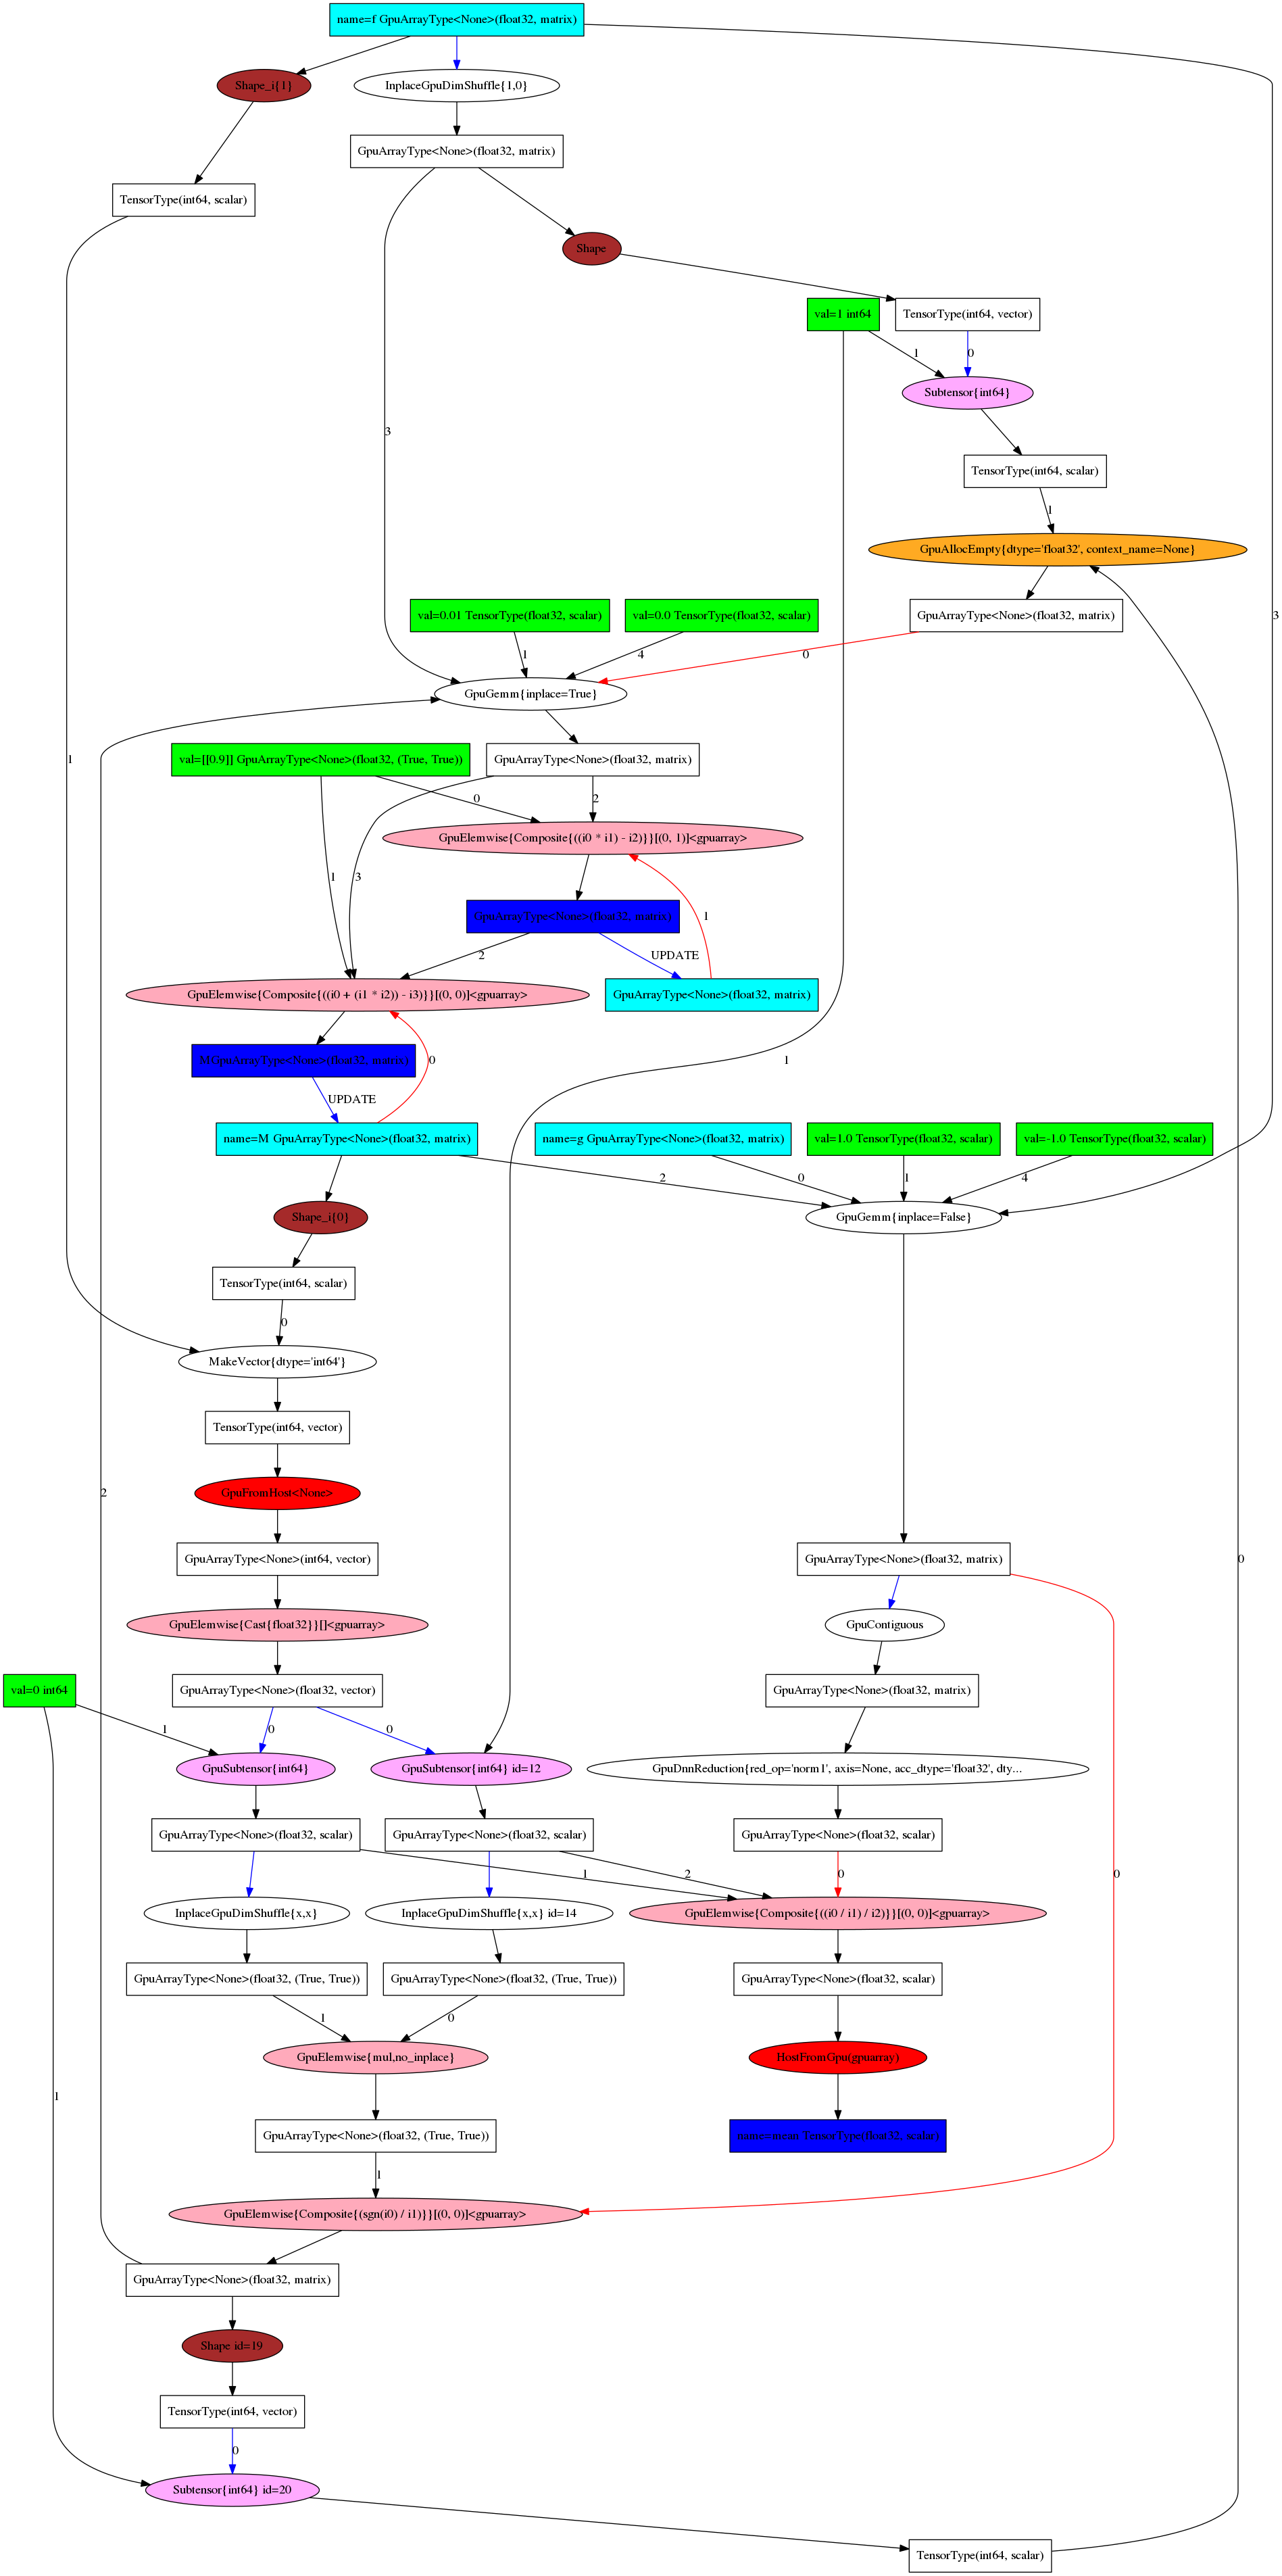 name=f GpuArrayType<None>(float32, matrix)
Shape_i{1}
InplaceGpuDimShuffle{1,0}
GpuArrayType<None>(float32, matrix)
TensorType(int64, scalar)
Shape
val=1 int64
TensorType(int64, vector)
1
0
Subtensor{int64}
3
TensorType(int64, scalar)
1
GpuAllocEmpty{dtype='float32', context_name=None}
val=0.01 TensorType(float32, scalar)
val=0.0 TensorType(float32, scalar)
GpuArrayType<None>(float32, matrix)
3
1
4
0
GpuGemm{inplace=True}
1
val=[[0.9]] GpuArrayType<None>(float32, (True, True))
GpuArrayType<None>(float32, matrix)
0
2
GpuElemwise{Composite{((i0 * i1) - i2)}}[(0, 1)]<gpuarray>
1
3
GpuArrayType<None>(float32, matrix)
1
2
UPDATE
GpuElemwise{Composite{((i0 + (i1 * i2)) - i3)}}[(0, 0)]<gpuarray>
GpuArrayType<None>(float32, matrix)
MGpuArrayType<None>(float32, matrix)
0
1
UPDATE
name=M GpuArrayType<None>(float32, matrix)
name=g GpuArrayType<None>(float32, matrix)
val=1.0 TensorType(float32, scalar)
val=-1.0 TensorType(float32, scalar)
2
0
1
4
Shape_i{0}
GpuGemm{inplace=False}
TensorType(int64, scalar)
0
MakeVector{dtype='int64'}
TensorType(int64, vector)
2
GpuFromHost<None>
GpuArrayType<None>(int64, vector)
GpuArrayType<None>(float32, matrix)
0
GpuElemwise{Cast{float32}}[]<gpuarray>
GpuContiguous
val=0 int64
GpuArrayType<None>(float32, vector)
GpuArrayType<None>(float32, matrix)
1
0
0
GpuSubtensor{int64}
GpuSubtensor{int64} id=12
GpuDnnReduction{red_op='norm1', axis=None, acc_dtype='float32', dty...
GpuArrayType<None>(float32, scalar)
GpuArrayType<None>(float32, scalar)
GpuArrayType<None>(float32, scalar)
1
2
0
0
InplaceGpuDimShuffle{x,x}
InplaceGpuDimShuffle{x,x} id=14
GpuElemwise{Composite{((i0 / i1) / i2)}}[(0, 0)]<gpuarray>
GpuArrayType<None>(float32, (True, True))
GpuArrayType<None>(float32, (True, True))
GpuArrayType<None>(float32, scalar)
1
0
GpuElemwise{mul,no_inplace}
HostFromGpu(gpuarray)
1
GpuArrayType<None>(float32, (True, True))
name=mean TensorType(float32, scalar)
1
GpuElemwise{Composite{(sgn(i0) / i1)}}[(0, 0)]<gpuarray>
GpuArrayType<None>(float32, matrix)
Shape id=19
TensorType(int64, vector)
0
Subtensor{int64} id=20
TensorType(int64, scalar)